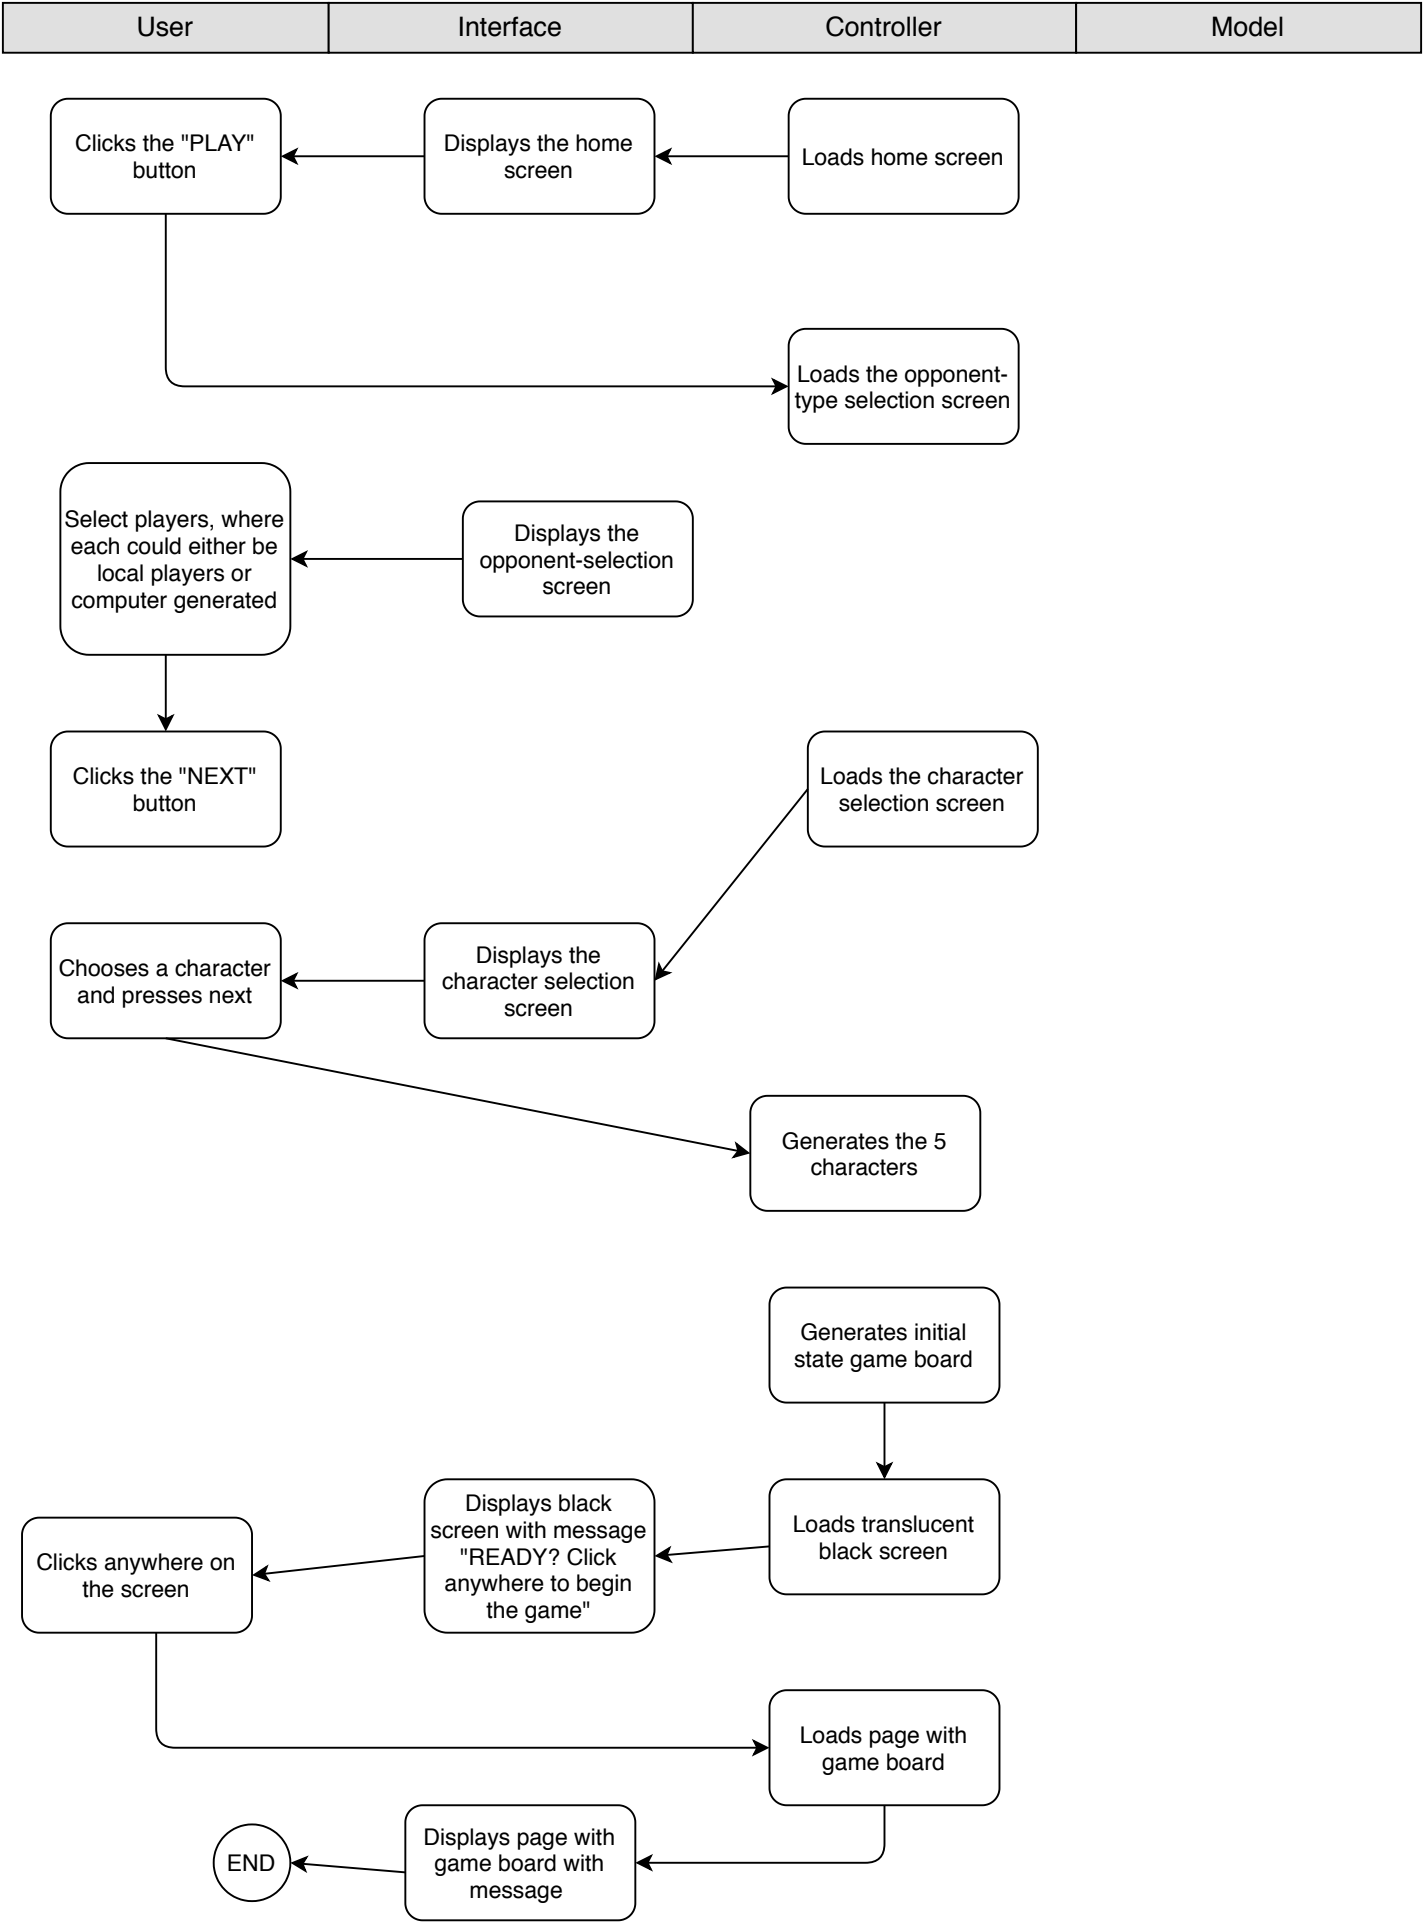 User
Interface
Controller
Model
Clicks the "PLAY"
button
Displays the home
screen
Loads home screen
Loads the opponent-
type selection screen
Select players, where
each could either be
local players or
computer generated
Displays the
opponent-selection
screen
Clicks the "NEXT"
button
Loads the character
selection screen
Chooses a character
and presses next
Displays the
character selection
screen
Generates the 5
characters
Generates initial
state game board
Clicks anywhere on
the screen
Displays black
screen with message
"READY? Click
anywhere to begin
the game"
Loads translucent
black screen
Loads page with
game board
END
Displays page with
game board with
message